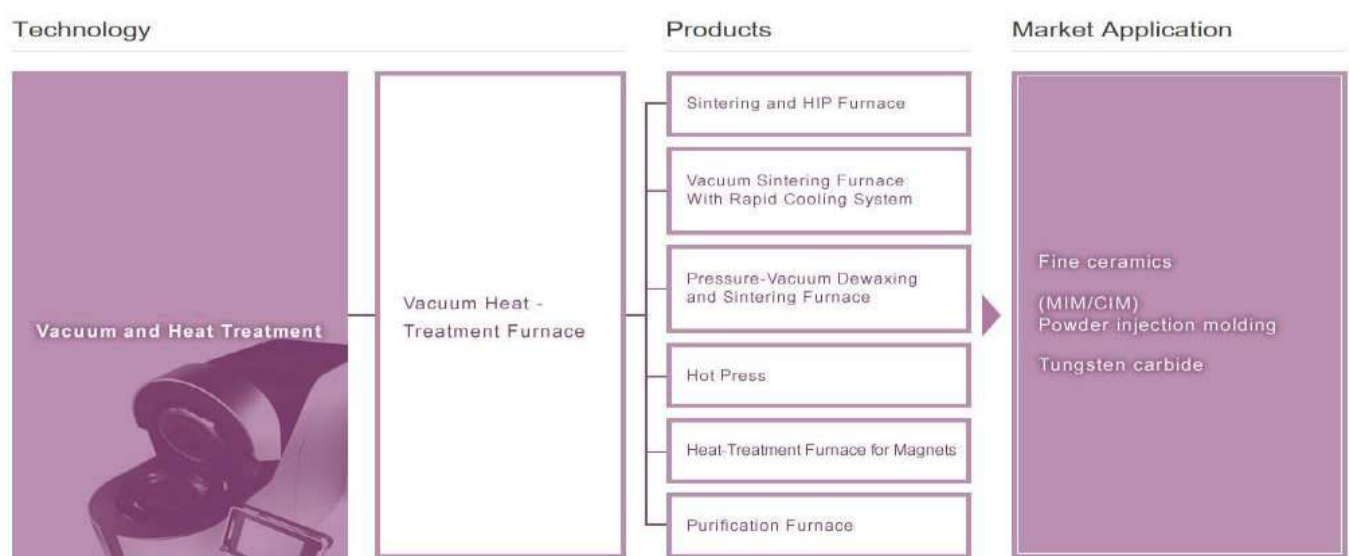 Technology
Products
Market Application
Vacuum and Heat Treatment
Vacuum Heat -
Treatment Furnace
Sintering and HIP Furnace
Vacuum Sintering Furnace
With Rapid Cooling System
Pressure-Vacuum Dewaxing
and Sintering Furnace
Hot Press
Heat-Treatment Furnace for Magnets
Purification Furnace
Fine ceramics
(MIM/CIM)
Powder injection molding
Tungsten carbide